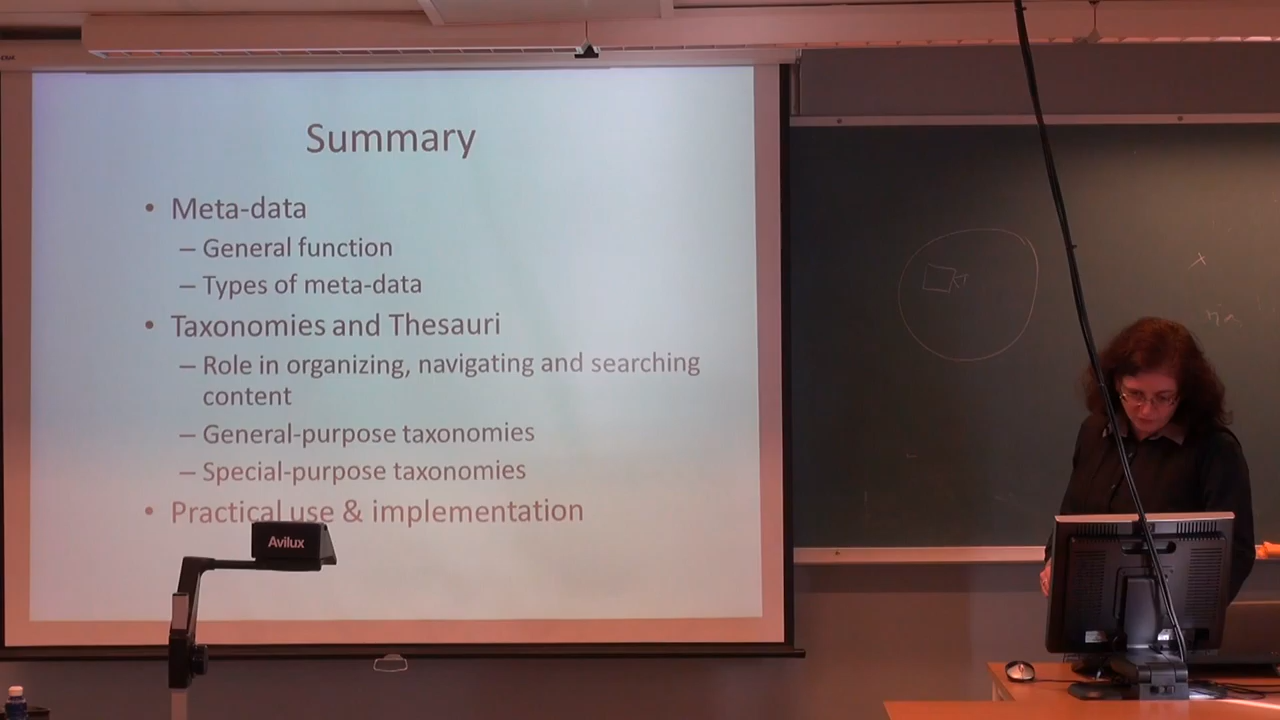 Summary
• Meta-data
– General function
– Types of meta-data
• Taxonomies and Thesauri
– Role in organizing, navigating and searching
content
– General-purpose taxonomies
– Special-purpose taxonomies
• Practical use & implementation
Avilux